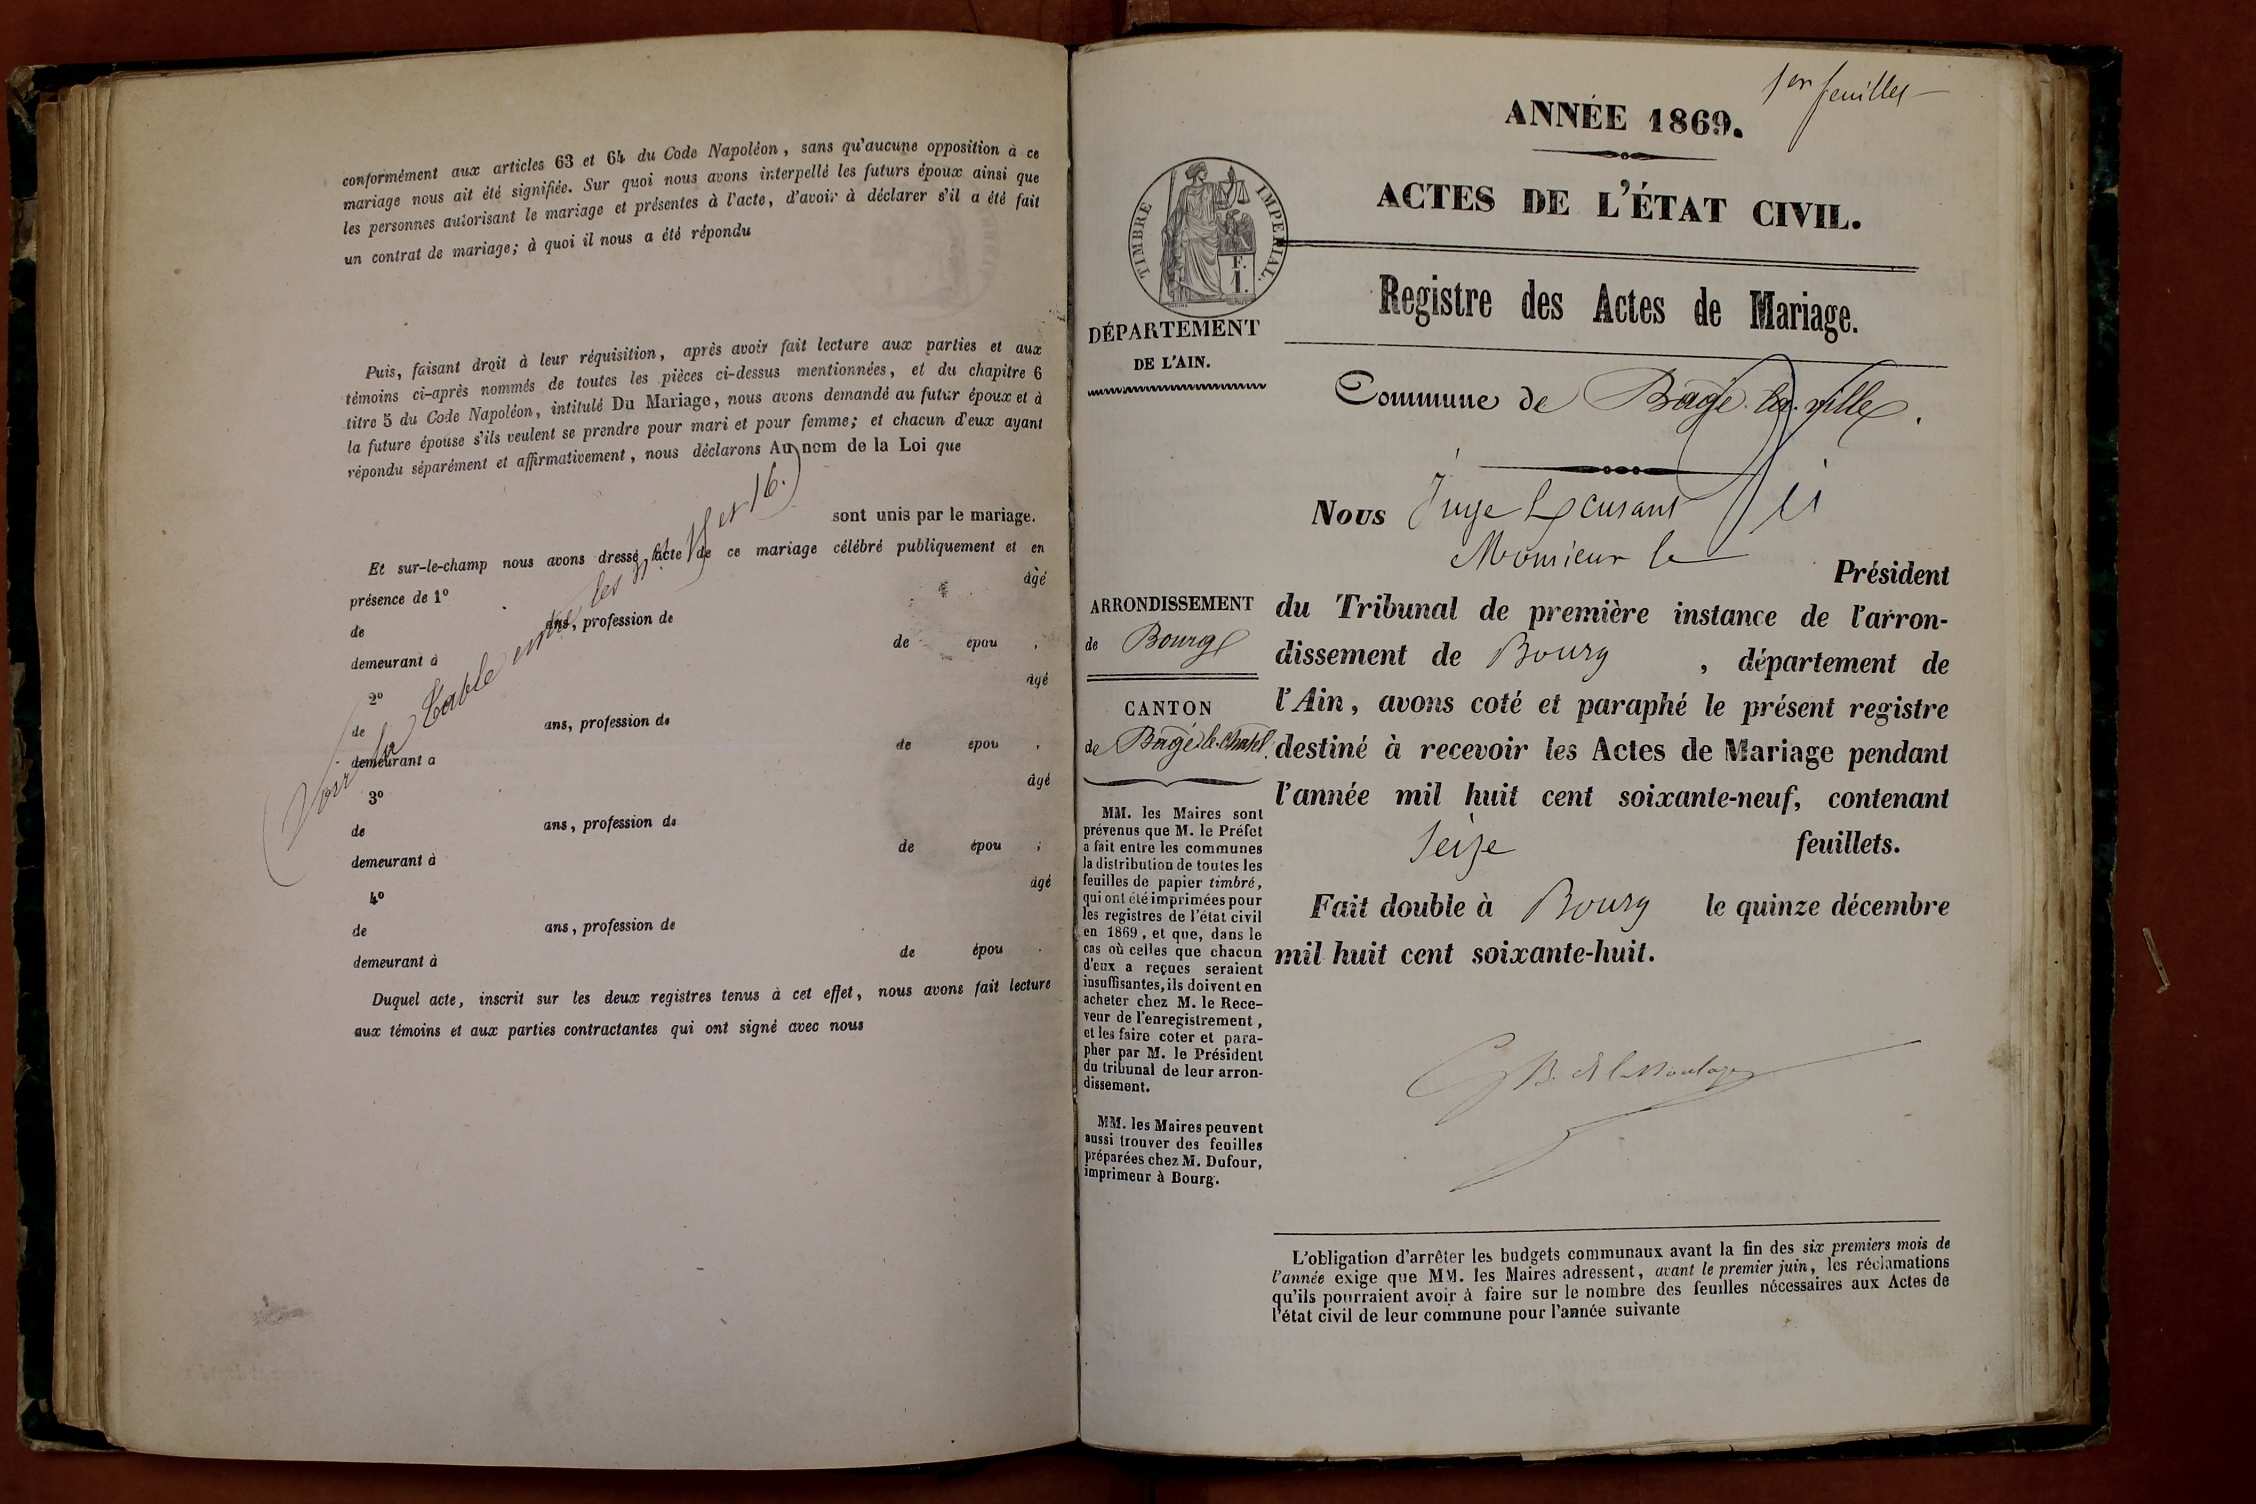 conformément aux articles 63 et 64 du Code Napoléon, sans qu'aucune opposition à ce
mariage nous ait été signifiée. Sur quoi nous avons interpellé les futurs époux ainsi que
les personnes autorisant le mariage et présentes à l'acte, d'avoir à déclarer s'il a été fait
un contrat de mariage; à quoi il nous a été répondu
Puis, faisant droit à leur réquisition, après avoir fait lecture aux parties et aux
témoins ci-après nommés de toutes les pièces ci-dessus mentionnées, et du chapitre 6
titre 5 du Code Napoléon, intitulé Du Mariage, nous avons demandé au futur époux et à
la future épouse s'ils veulent se prendre pour mari et pour femme; et chacun d'eux ayant
répondu séparément et affirmativement, nous déclarons Au nom de la Loi que
sont unis par le mariage.
Et sur-le-champ nous avons dressé acte de ce mariage célébré publiquement et en
présence de 1º âgé
de ans, profession de
demeurant à de épou ,
2º âgé
de ans, profession de
demeurant à de épou ,
3º âgé
de ans, profession de
demeurant à de épou ;
4º âgé
de ans, profession de
demeurant à de épou .
Duquel acte, inscrit sur les deux registres tenus à cet effet, nous avons fait lecture
aux témoins et aux parties contractantes qui ont signé avec nous
(Voir la Table entre les et 16.)
1er feuillet
ANNÉE 1869.
ACTES DE L'ÉTAT CIVIL.
TIMBRE IMPERIAL.
F.
1.
Registre des Actes de Mariage.
DÉPARTEMENT
DE L'AIN.
Commune de Bagé-la-ville.
Nous Juge
Monsieur le Président
du Tribunal de première instance de l'arron-
dissement de Bourg, département de
l'Ain, avons coté et paraphé le présent registre
destiné à recevoir les Actes de Mariage pendant
l'année mil huit cent soixante-neuf, contenant
Seize feuillets.
Fait double à Bourg le quinze décembre
mil huit cent soixante-huit.
ARRONDISSEMENT
de Bourg
CANTON
de Bagé-le-Chatel.
MM. les Maires sont
prévenus que M. le Préfet
a fait entre les communes
la distribution de toutes les
feuilles de papier timbré,
qui ont été imprimées pour
les registres de l'état civil
en 1869, et que, dans le
cas où celles que chacun
d'eux a reçues seraient
insuffisantes, ils doivent en
acheter chez M. le Rece-
veur de l'enregistrement,
et les faire coter et para-
pher par M. le Président
du tribunal de leur arron-
dissement.
MM. les Maires peuvent
aussi trouver des feuilles
préparées chez M. Dufour,
imprimeur à Bourg.
L'obligation d'arrêter les budgets communaux avant la fin des six premiers mois de
l'année exige que MM. les Maires adressent, avant le premier juin, les réclamations
qu'ils pourraient avoir à faire sur le nombre des feuilles nécessaires aux Actes de
l'état civil de leur commune pour l'année suivante